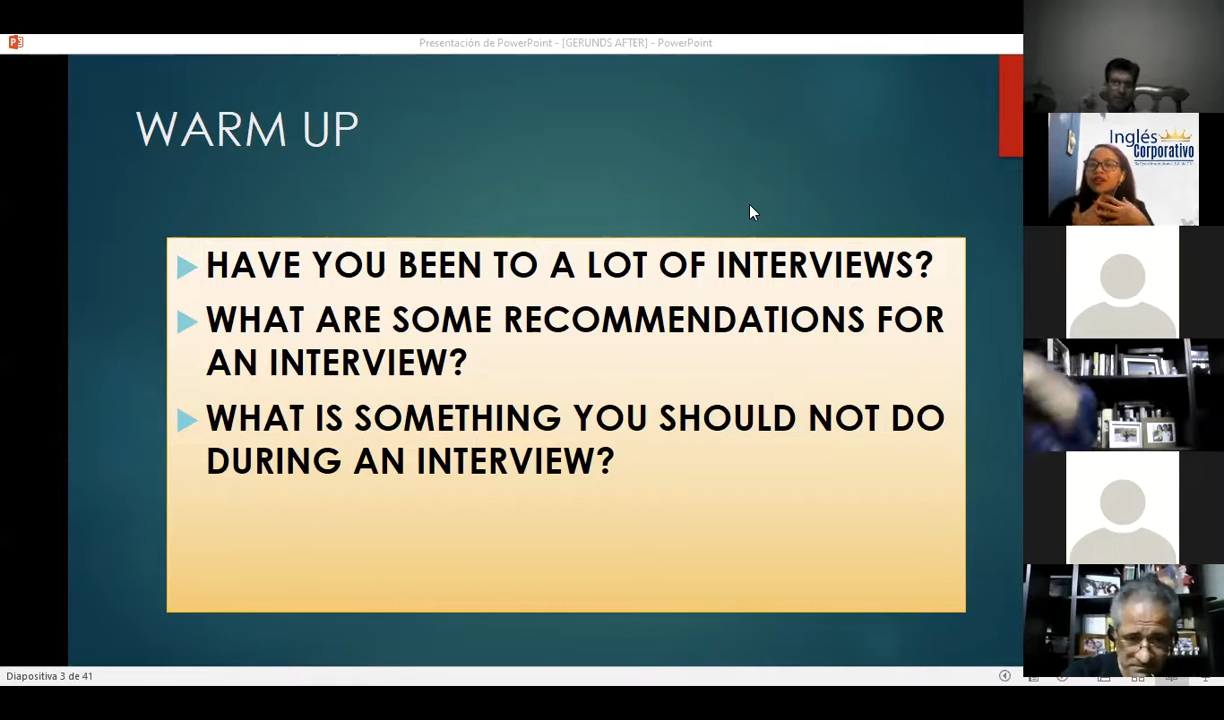 Presentación de PowerPoint - [GERUNDS AFTER] - PowerPoint
WARM UP
HAVE YOU BEEN TO A LOT OF INTERVIEWS?
WHAT ARE SOME RECOMMENDATIONS FOR
AN INTERVIEW?
WHAT IS SOMETHING YOU SHOULD NOT DO
DURING AN INTERVIEW?
Inglés
Corporativo
Diapositiva 3 de 41